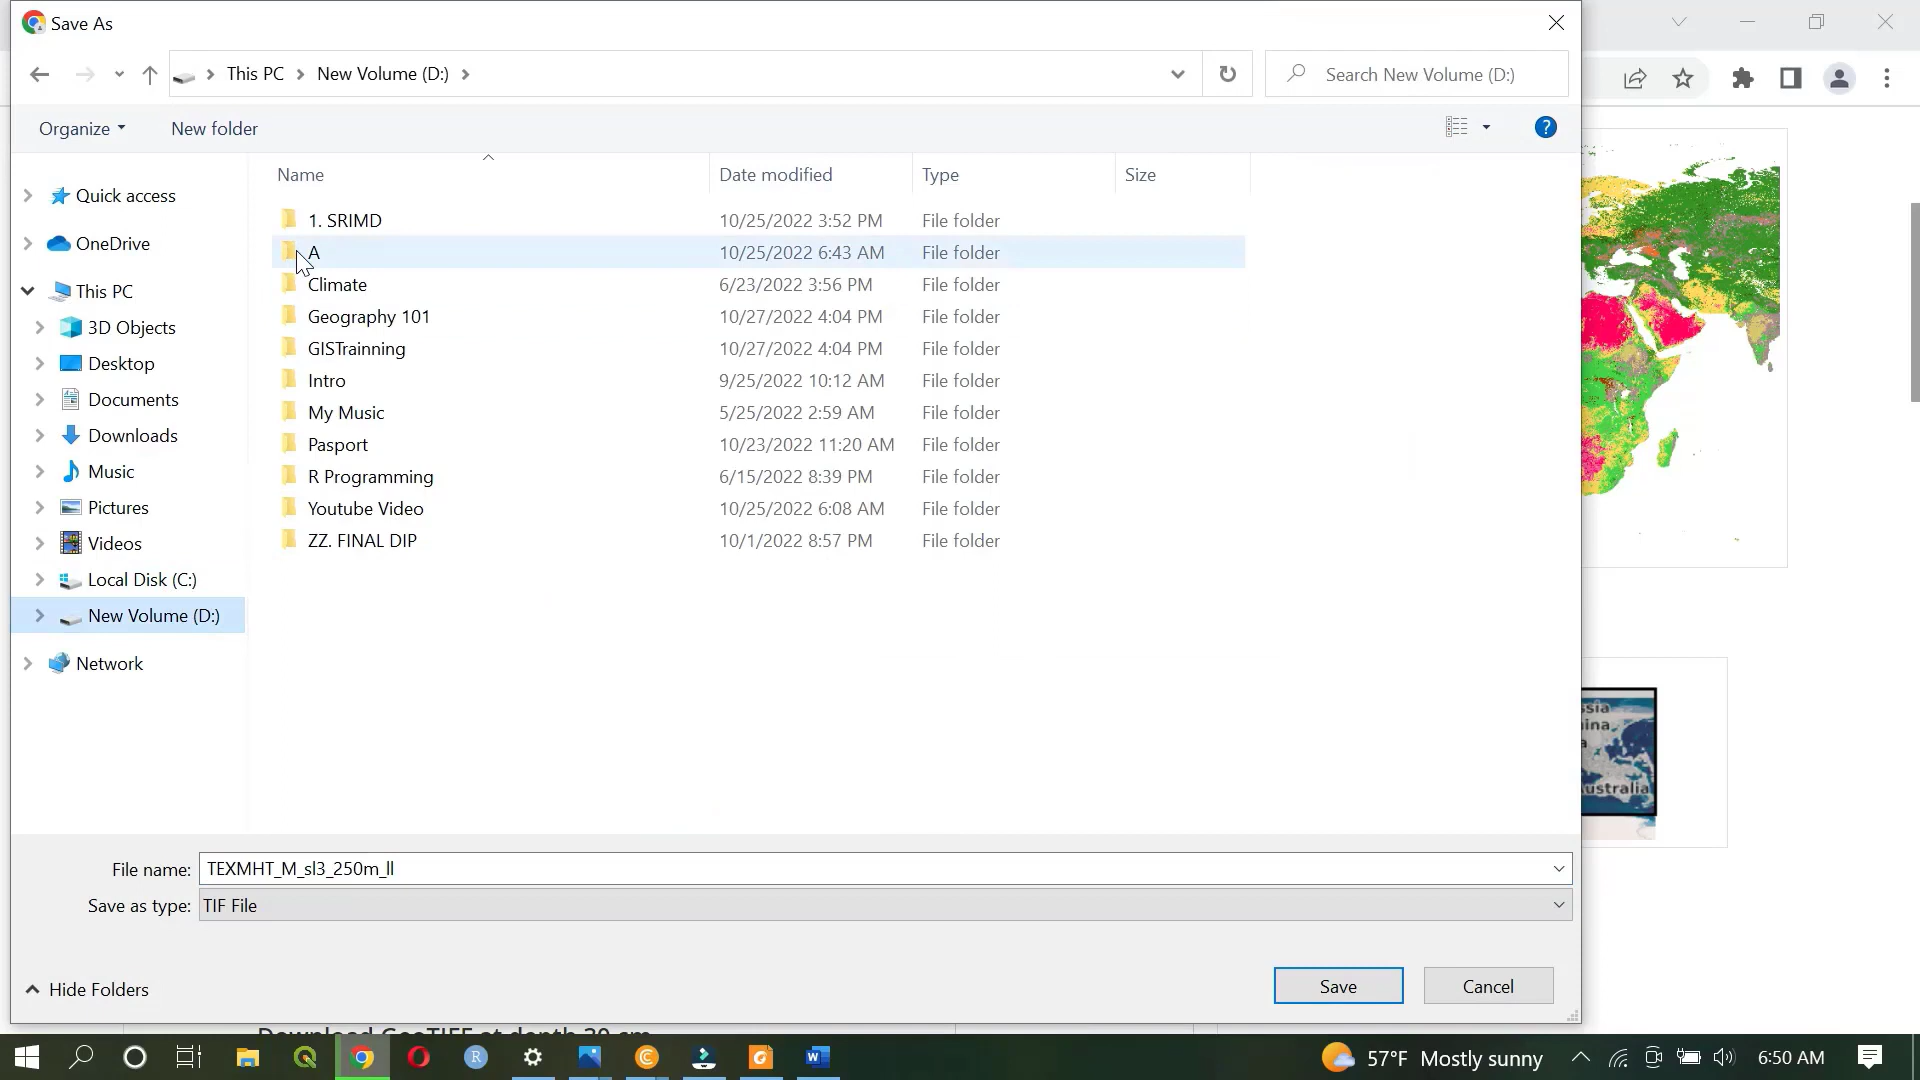 Save As
This PC
New Volume (D:)
Search New Volume (D:)
Organize
New folder
?
Name
Date modified
Type
Size
Quick access
OneDrive
This PC
3D Objects
Desktop
Documents
Downloads
Music
Pictures
Videos
Local Disk (C:)
New Volume (D:)
Network
1. SRIMD 10/25/2022 3:52 PM File folder
A 10/25/2022 6:43 AM File folder
Climate 6/23/2022 3:56 PM File folder
Geography 101 10/27/2022 4:04 PM File folder
GISTrainning 10/27/2022 4:04 PM File folder
Intro 9/25/2022 10:12 AM File folder
My Music 5/25/2022 2:59 AM File folder
Pasport 10/23/2022 11:20 AM File folder
R Programming 6/15/2022 8:39 PM File folder
Youtube Video 10/25/2022 6:08 AM File folder
ZZ. FINAL DIP 10/1/2022 8:57 PM File folder
ustralia
File name: TEXMHT_M_sl3_250m_ll
Save as type: TIF File
Hide Folders
Save
Cancel
Download GeoTIFF at depth 30 cm
57°F Mostly sunny
6:50 AM